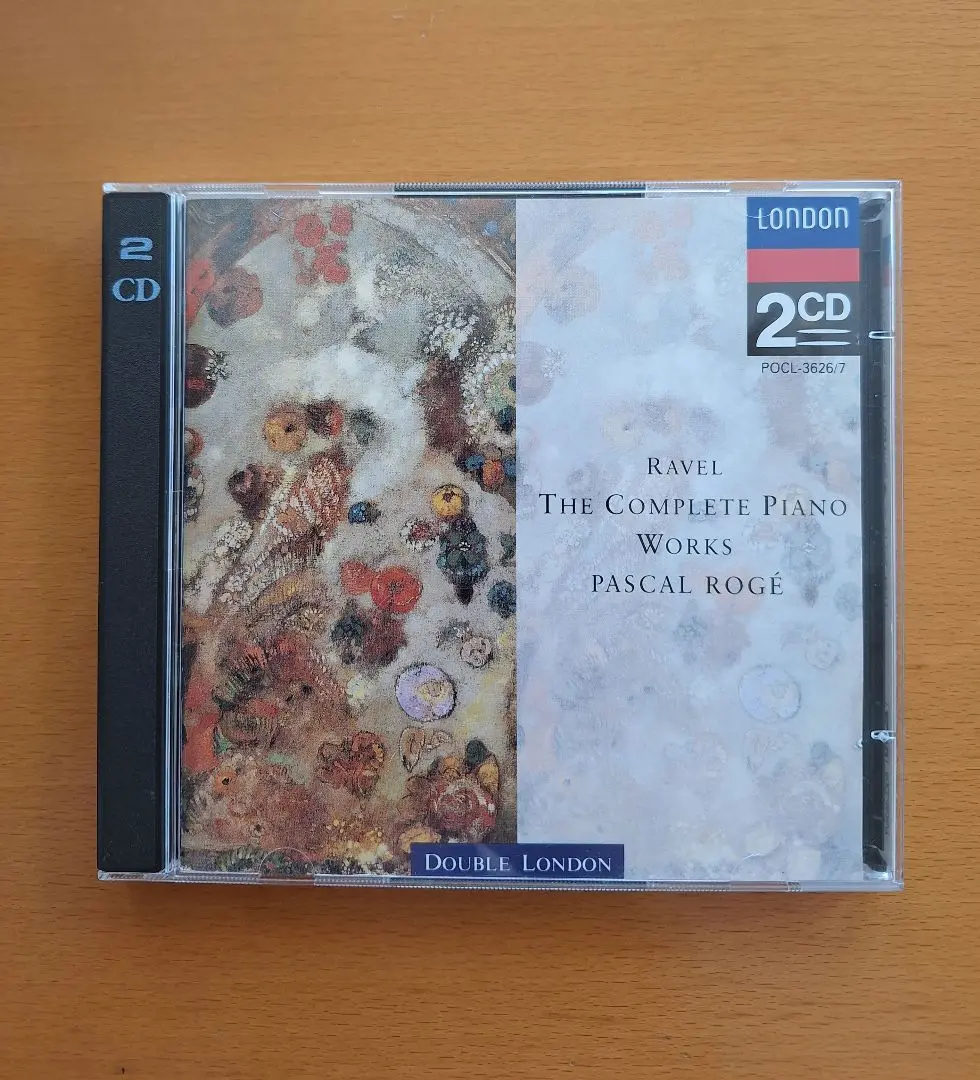 2
CD
LONDON
2CD
POCL-3626/7
RAVEL
THE COMPLETE PIANO
WORKS
PASCAL ROGÉ
DOUBLE LONDON